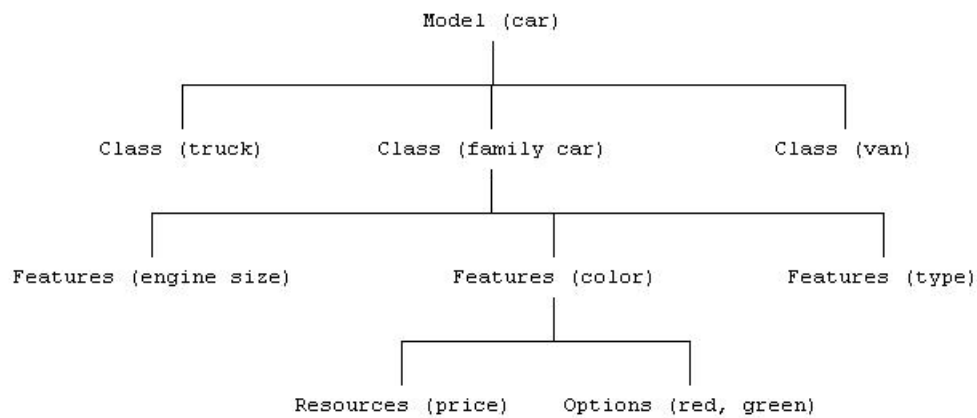 Model (car)
Class (truck) Class (family car) Class (van)
Features (engine size) Features (color) Features (type)
Resources (price) Options (red, green)